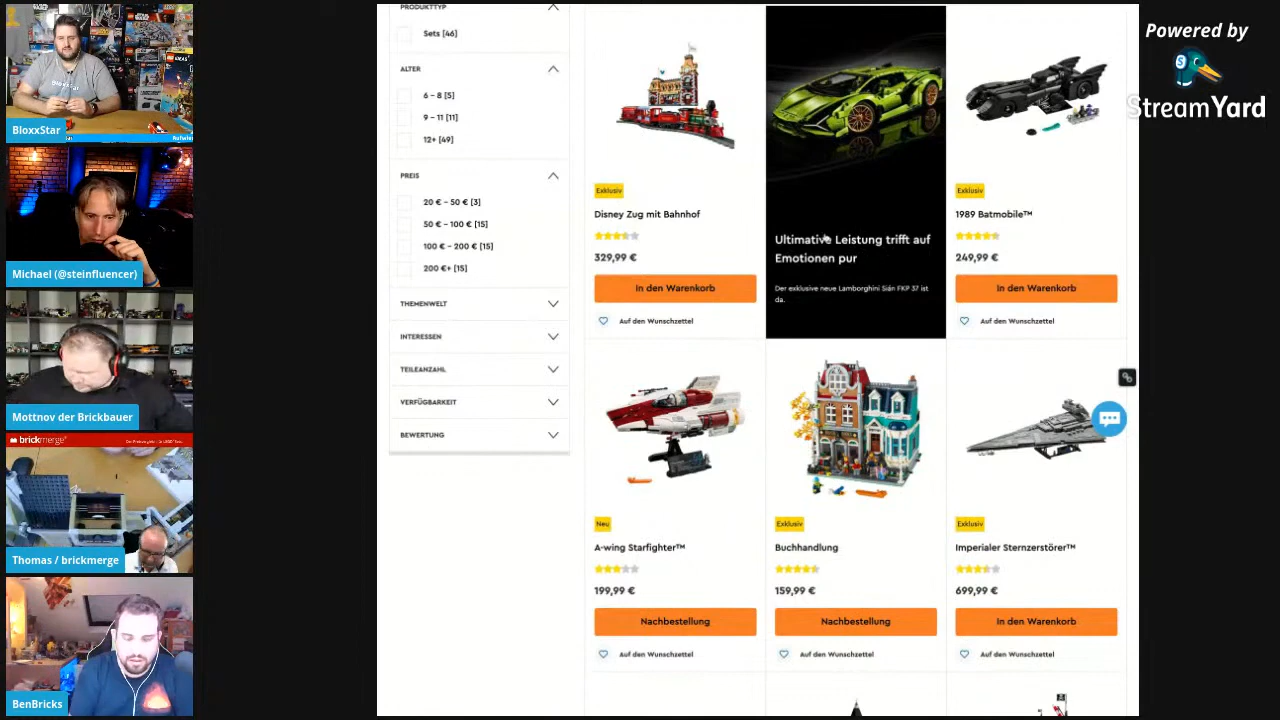 BloxxStar
Michael (@steinfluencer)
Mottnov der Brickbauer
brickmerge
Thomas / brickmerge
BenBricks
PRODUKTTYP
Sets [46]
ALTER
6 – 8 [5]
9 – 11 [11]
12+ [49]
PREIS
20 € – 50 € [3]
50 € – 100 € [15]
100 € – 200 € [15]
200 €+ [15]
THEMENWELT
INTERESSEN
TEILEANZAHL
VERFÜGBARKEIT
BEWERTUNG
Exklusiv
Disney Zug mit Bahnhof
329,99 €
In den Warenkorb
Auf den Wunschzettel
Ultimative Leistung trifft auf
Emotionen pur
Der exklusive neue Lamborghini Sián FKP 37 ist
da.
Exklusiv
1989 Batmobile™
249,99 €
In den Warenkorb
Auf den Wunschzettel
Neu
A-wing Starfighter™
199,99 €
Nachbestellung
Auf den Wunschzettel
Exklusiv
Buchhandlung
159,99 €
Nachbestellung
Auf den Wunschzettel
Exklusiv
Imperialer Sternzerstörer™
699,99 €
In den Warenkorb
Auf den Wunschzettel
Powered by
StreamYard